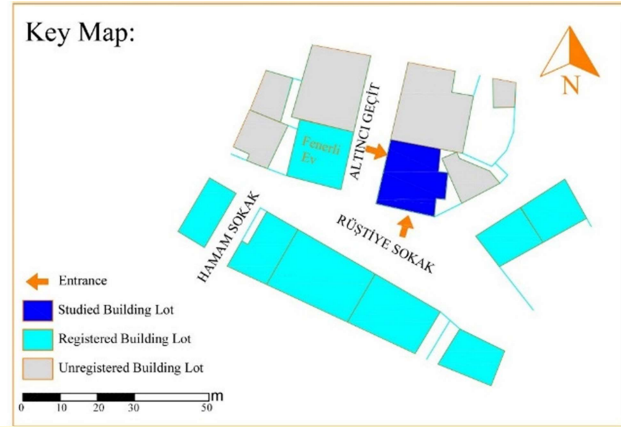 Key Map:
N
Fenerli
Ev
ALTINCI GEÇİT
HAMAM SOKAK
RÜŞTİYE SOKAK
Entrance
Studied Building Lot
Registered Building Lot
Unregistered Building Lot
m
0 10 20 30 50